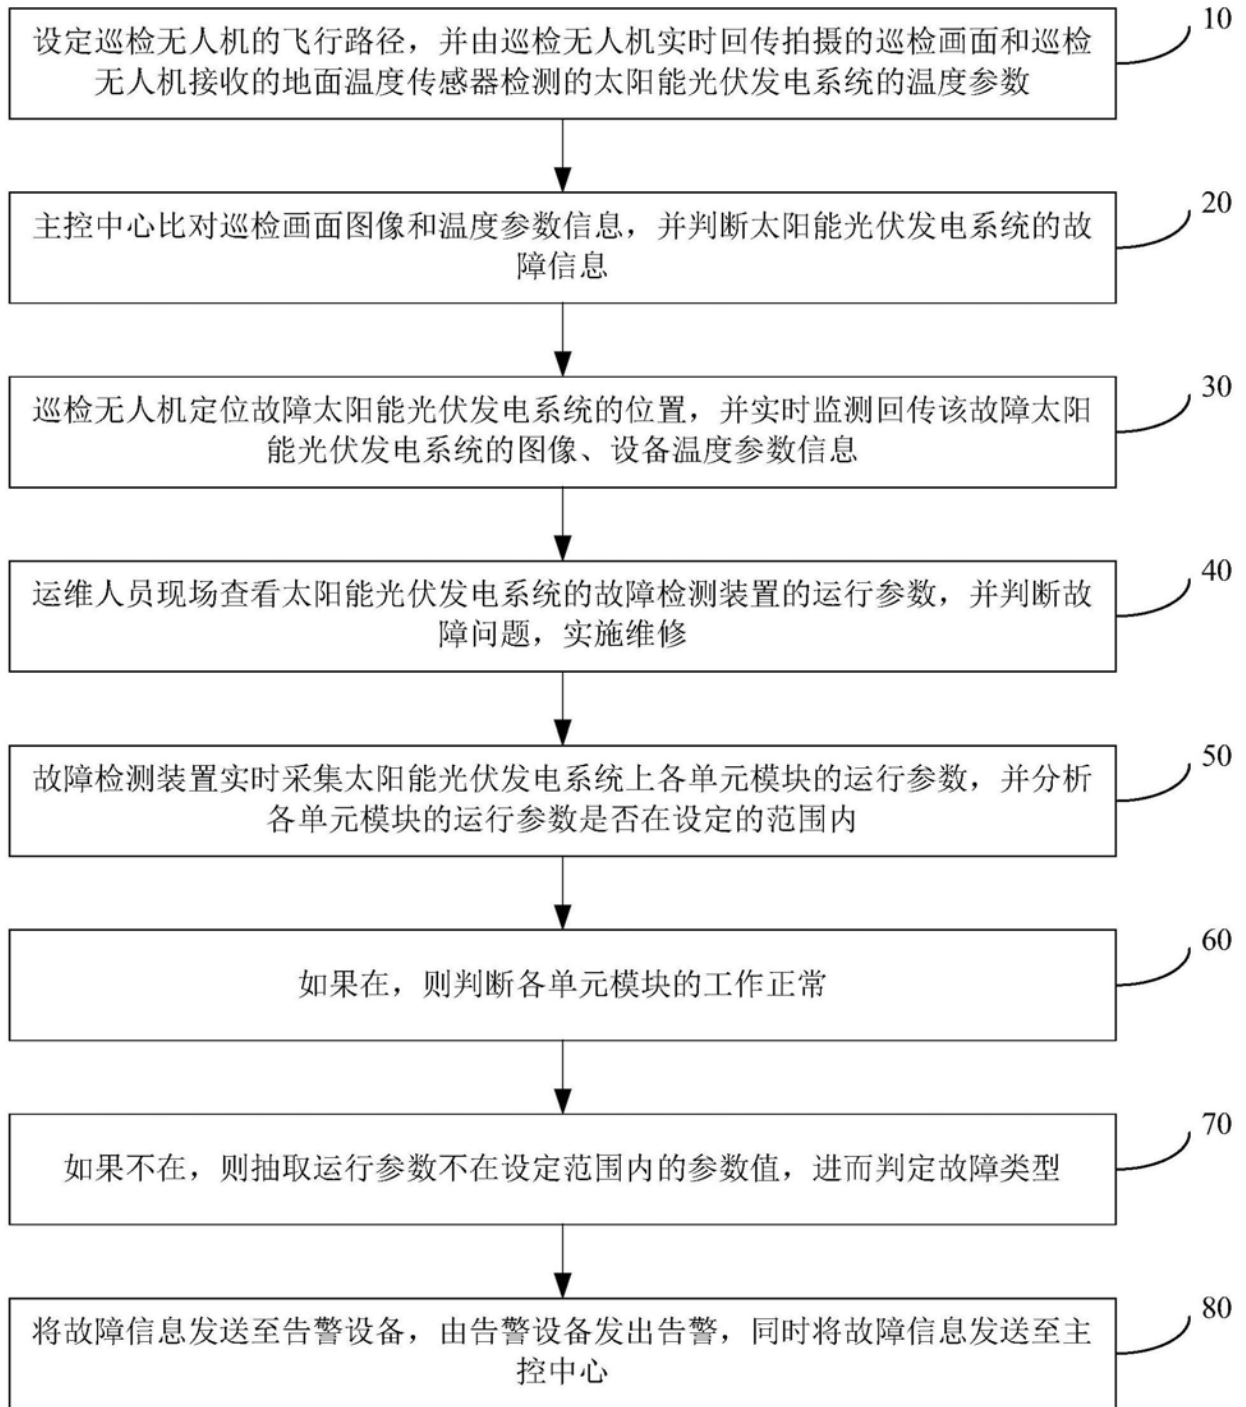 10
设定巡检无人机的飞行路径，并由巡检无人机实时回传拍摄的巡检画面和巡检
无人机接收的地面温度传感器检测的太阳能光伏发电系统的温度参数
20
主控中心比对巡检画面图像和温度参数信息，并判断太阳能光伏发电系统的故
障信息
30
巡检无人机定位故障太阳能光伏发电系统的位置，并实时监测回传该故障太阳
能光伏发电系统的图像、设备温度参数信息
40
运维人员现场查看太阳能光伏发电系统的故障检测装置的运行参数，并判断故
障问题，实施维修
50
故障检测装置实时采集太阳能光伏发电系统上各单元模块的运行参数，并分析
各单元模块的运行参数是否在设定的范围内
60
如果在，则判断各单元模块的工作正常
70
如果不在，则抽取运行参数不在设定范围内的参数值，进而判定故障类型
80
将故障信息发送至告警设备，由告警设备发出告警，同时将故障信息发送至主
控中心